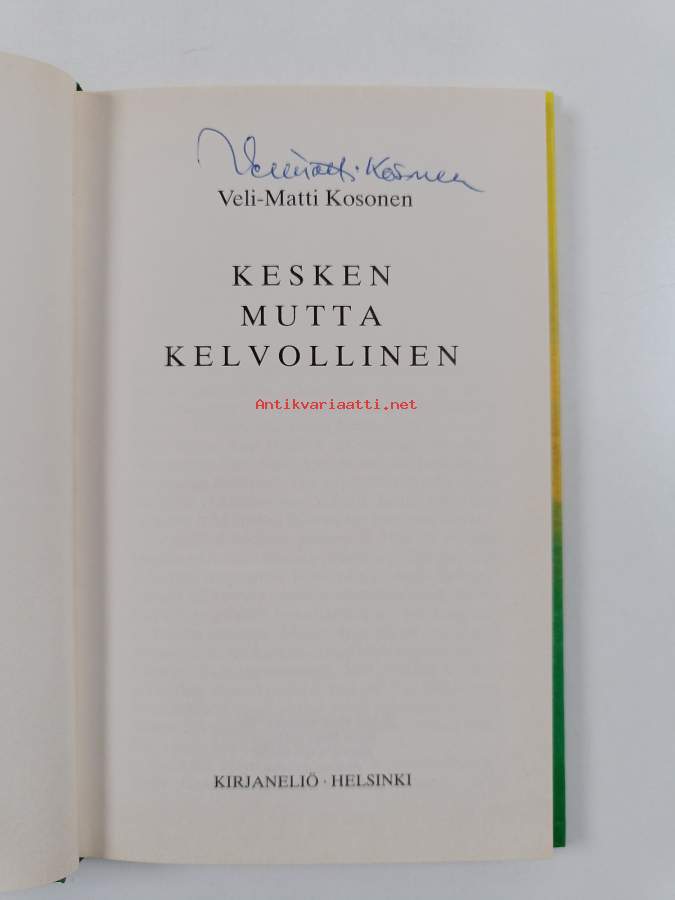 Veli-Matti Kosonen
Veli-Matti Kosonen
KESKEN
MUTTA
KELVOLLINEN
Antikvariaatti.net
KIRJANELIÖ · HELSINKI